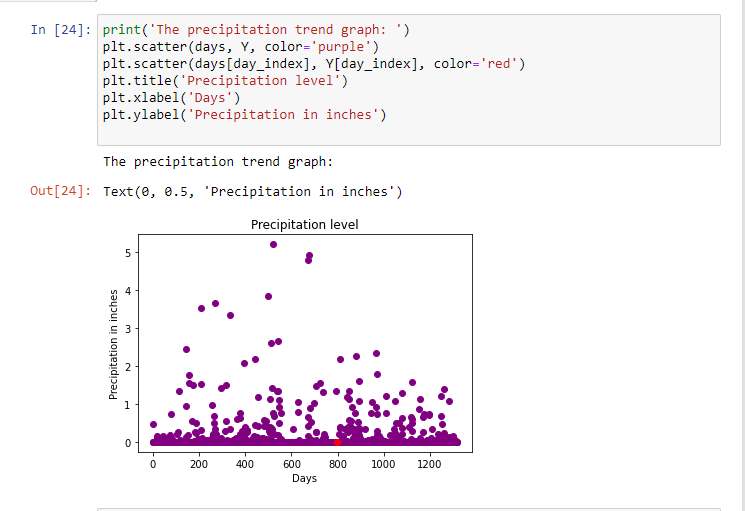 In [24]: print('The precipitation trend graph: ')
plt.scatter(days, Y, color='purple')
plt.scatter(days[day_index], Y[day_index], color='red')
plt.title('Precipitation level')
plt.xlabel('Days')
plt.ylabel('Precipitation in inches')
The precipitation trend graph:
Out[24]: Text(0, 0.5, 'Precipitation in inches')
Precipitation level
Precipitation in inches
5
4
3
2
1
0
0 200 400 600 800 1000 1200
Days